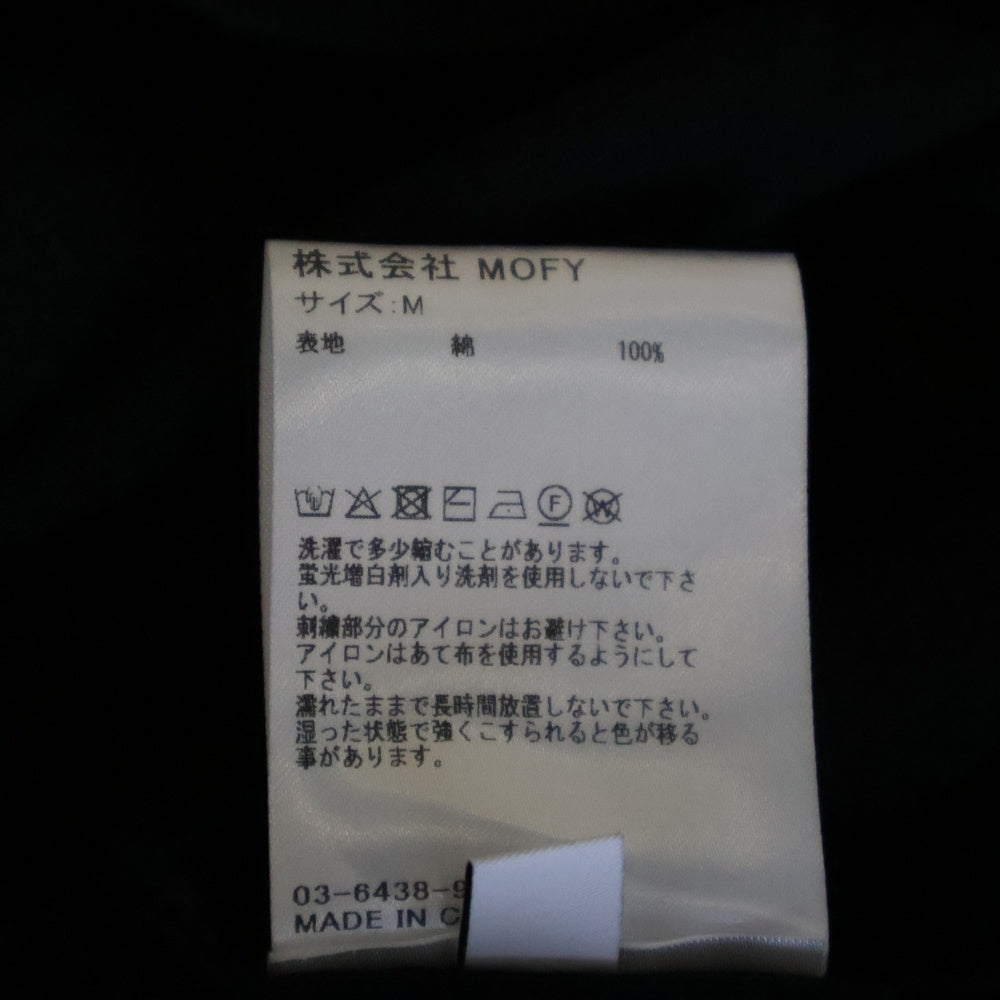 株式会社 MOFY
サイズ:M
表地 綿 100%
F
W
洗濯で多少縮むことがあります。
蛍光増白剤入り洗剤を使用しないで下さ
い。
刺繍部分のアイロンはお避け下さい。
アイロンはあて布を使用するようにして
下さい。
濡れたままで長時間放置しないで下さい。
湿った状態で強くこすられると色が移る
事があります。
03-6438-9
MADE IN C